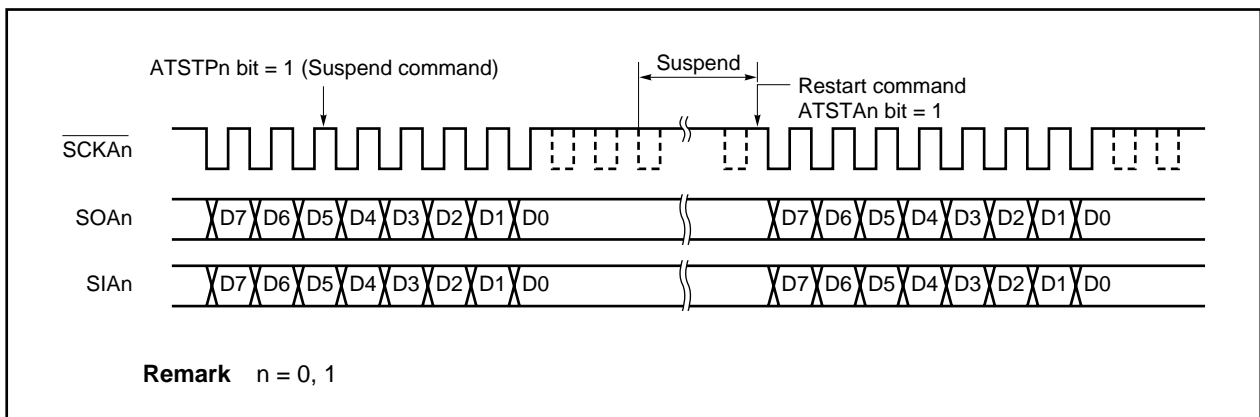 Suspend
ATSTPn bit = 1 (Suspend command)
Restart command
ATSTAn bit = 1
SCKAn
SOAn D7 D6 D5 D4 D3 D2 D1 D0 D7 D6 D5 D4 D3 D2 D1 D0
SIAn D7 D6 D5 D4 D3 D2 D1 D0 D7 D6 D5 D4 D3 D2 D1 D0
Remark n = 0, 1